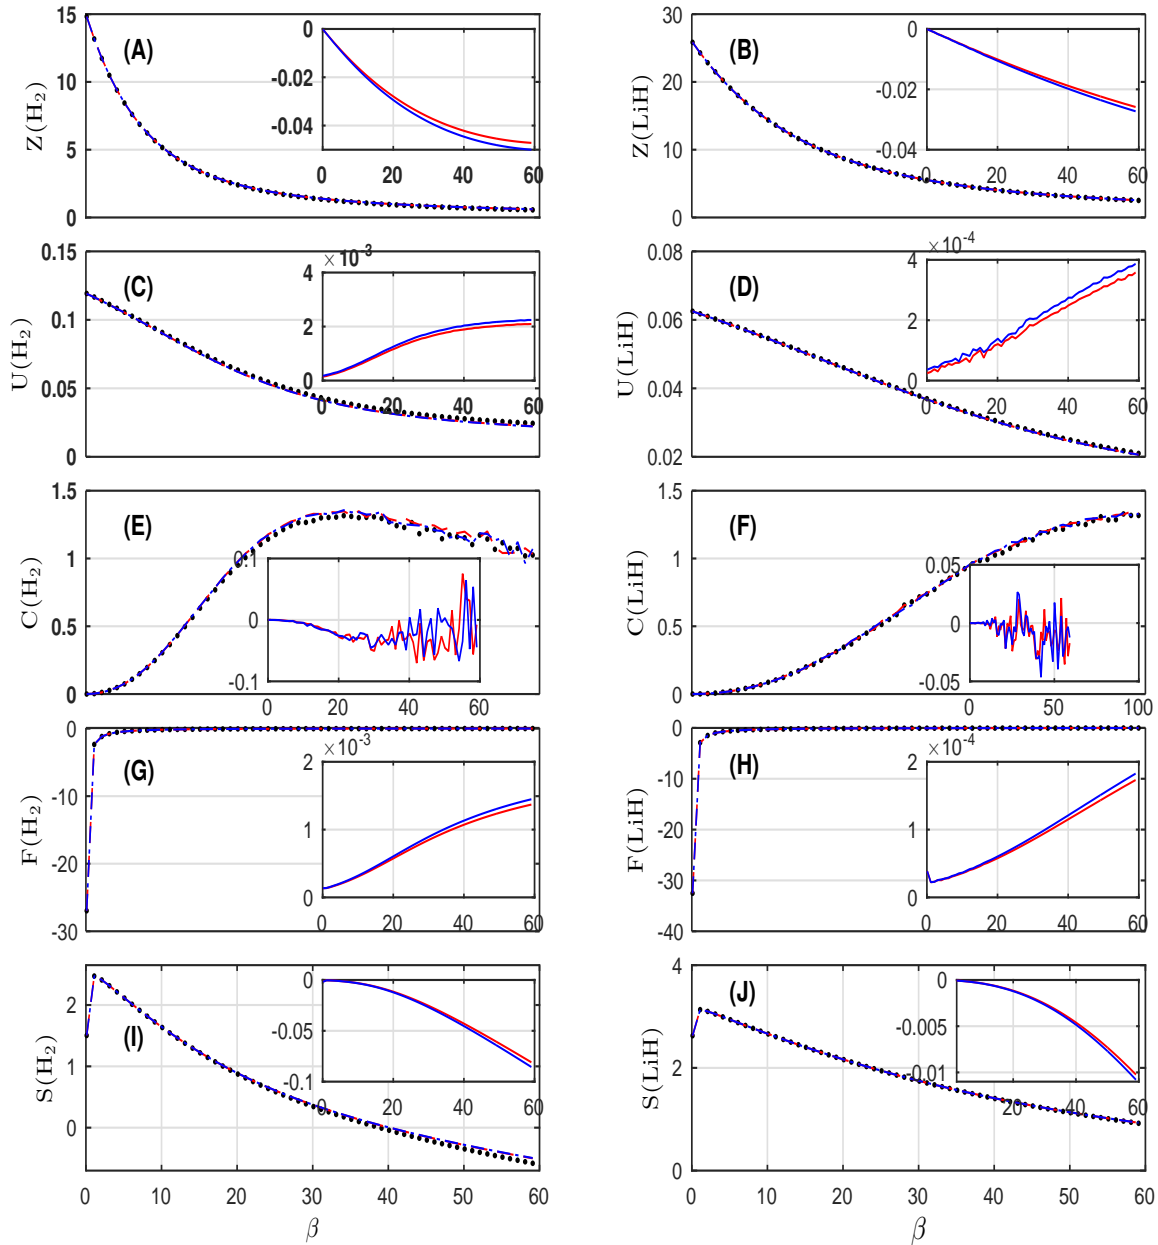 (A)
Z(H2)
15
10
5
0
0
-0.02
-0.04
0 20 40 60
(B)
Z(LiH)
30
20
10
0
0
-0.02
-0.04
0 20 40 60
(C)
U(H2)
0.15
0.1
0.05
0
×10-3
4
2
0
0 20 40 60
(D)
U(LiH)
0.08
0.06
0.04
0.02
×10-4
4
2
0
0 20 40 60
(E)
C(H2)
1.5
1
0.5
0
0.1
0
-0.1
0 20 40 60
(F)
C(LiH)
1.5
1
0.5
0
0.05
0
-0.05
0 50 100
(G)
F(H2)
0
-10
-20
-30
×10-3
2
1
0
0 20 40 60
(H)
F(LiH)
0
-10
-20
-30
-40
×10-4
2
1
0
0 20 40 60
(I)
S(H2)
2
1
0
0
-0.05
-0.1
0 20 40 60
0 10 20 30 40 50 60
β
(J)
S(LiH)
4
2
0
0
-0.005
-0.01
20 40 60
0 10 20 30 40 50 60
β